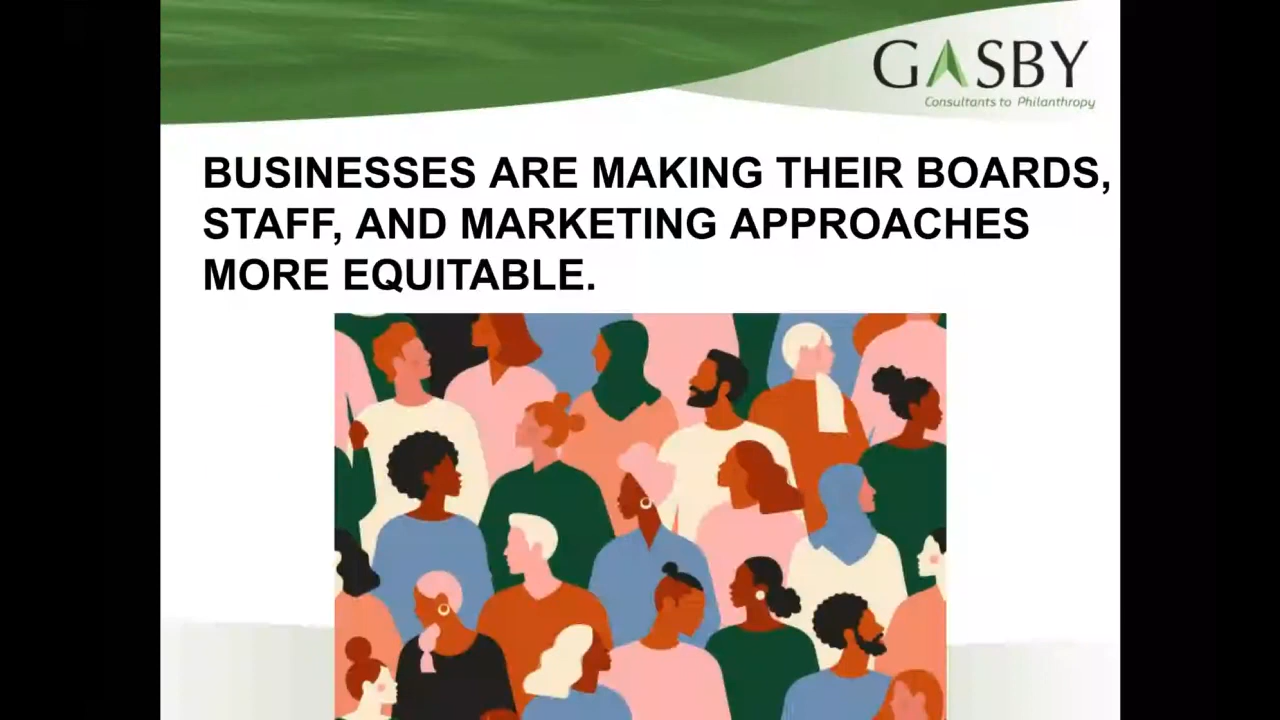 GASBY
Consultants to Philanthropy
BUSINESSES ARE MAKING THEIR BOARDS,
STAFF, AND MARKETING APPROACHES
MORE EQUITABLE.